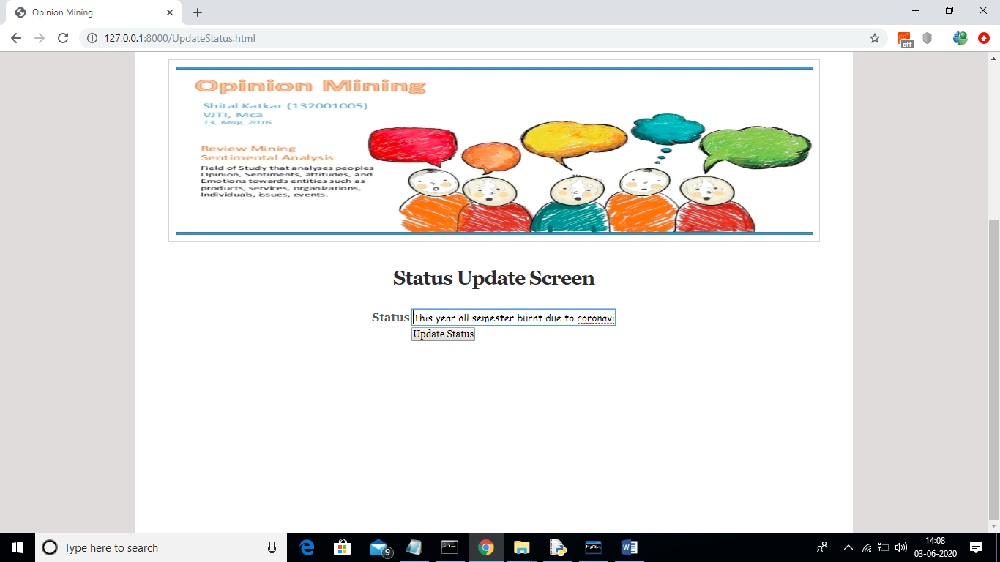 Opinion Mining
127.0.0.1:8000/UpdateStatus.html
off
Opinion Mining
Shital Katkar (132001005)
VJTI, Mca
13, May, 2016
Review Mining
Sentimental Analysis
Field of Study that analyses peoples
Opinion, Sentiments, attitudes, and
Emotions towards entities such as
products, services, organizations,
Individuals, issues, events.
Status Update Screen
Status This year all semester burnt due to coronavi
Update Status
Type here to search
9
14:08
03-06-2020